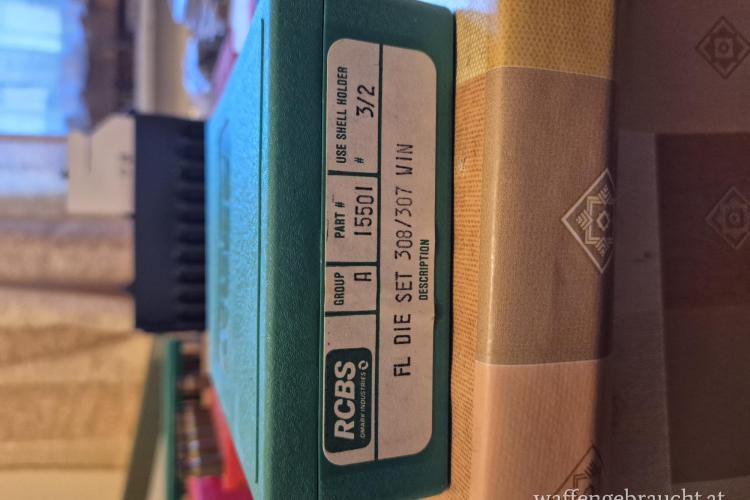 RCBS
OMARK INDUSTRIES
GROUP
A
PART #
15501
USE SHELL HOLDER
# 3/2
FL DIE SET 308/307 WIN
DESCRIPTION
waffengebraucht.at